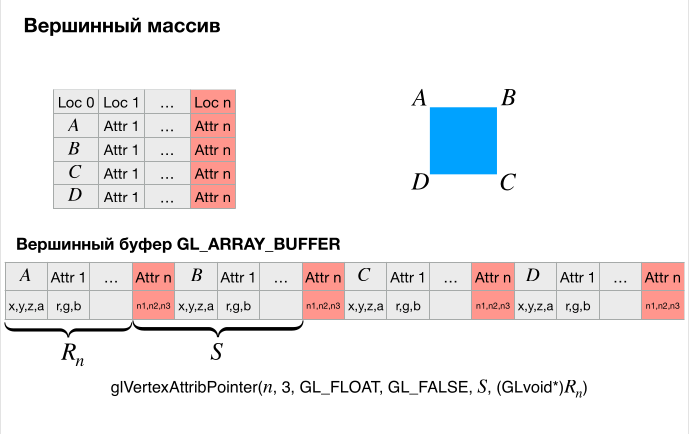 Вершинный массив
Loc 0 Loc 1 … Loc n
A Attr 1 … Attr n
B Attr 1 … Attr n
C Attr 1 … Attr n
D Attr 1 … Attr n
A B
D C
Вершинный буфер GL_ARRAY_BUFFER
A Attr 1 … Attr n B Attr 1 … Attr n C Attr 1 … Attr n D Attr 1 … Attr n
x,y,z,a r,g,b n1,n2,n3 x,y,z,a r,g,b n1,n2,n3 x,y,z,a r,g,b n1,n2,n3 x,y,z,a r,g,b n1,n2,n3
Rn S
glVertexAttribPointer(n, 3, GL_FLOAT, GL_FALSE, S, (GLvoid*)Rn)